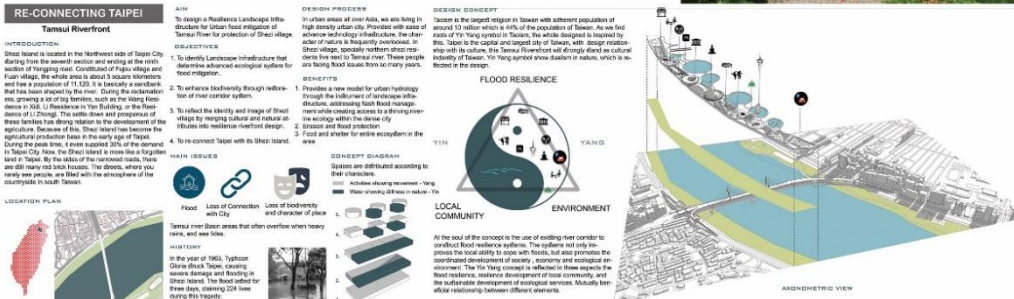 RE-CONNECTING TAIPEI
Tamsui Riverfront
INTRODUCTION
Shezi Island is located in the Northwest side of Taipei City,
starting from the seventh section and ending at the ninth
section of Yangping road. Constituted of Fujou village and
Fuan village, the whole area is about 5 square kilometers
and has a population of 11,120. It is basically a sandbank
that has been shaped by the river. During the reclamation
era, growing a lot of big families, such as the Wang Resi-
dence in Xidi, Li Residence in Yen Building, or the Resi-
dence of Li Zhong). The settle down and prosperous of
these families has strong relation to the development of the
agriculture. Because of this, Shezi Island has become the
agricultural production base in the early age of Taipei.
During the peak time, it even supplied 30% of the demand
in Taipei City. Now, the Shezi Island is more like a forgotten
land in Taipei. By the sides of the narrowed roads, there
are still many red brick houses. The streets, where you
rarely see people, are filled with the atmosphere of the
countryside in south Taiwan.
LOCATION PLAN
AIM
To design a Resilience Landscape Infra-
structure for Urban flood mitigation of
Tamsui River for protection of Shezi village.
OBJECTIVES
1. To identify Landscape Infrastructure that
determine advanced ecological system for
flood mitigation.
2. To enhance biodiversity through restora-
tion of river corridor system.
3. To reflect the identity and image of Shezi
village by merging cultural and natural at-
tributes into resilience riverfront design.
4. To re-connect Taipei with its Shezi Island.
MAIN ISSUES
Flood
Loss of Connection
with City
Loss of biodiversity
and character of place
Tamsui river Basin areas that often overflow when heavy
rains, and sea tides.
HISTORY
In the year of 1963, Typhoon
Gloria struck Taipei, causing
severe damage and flooding in
Shezi Island. The flood lasted for
three days, claiming 224 lives
during this tragedy.
DESIGN PROCESS
In urban areas all over Asia, we are living in
high density urban city. Provided with ease of
advance technology infrastructure, the char-
acter of nature is frequently overlooked. In
Shezi village, specially northern shezi resi-
dents live next to Tamsui river. These people
are facing flood issues from so many years.
BENEFITS
1. Provides a new model for urban hydrology
through the instrument of landscape infra-
structure, addressing flash flood manage-
ment while creating access to a thriving river-
ine ecology within the dense city
2. Erosion and flood protection
3. Food and shelter for entire ecosystem in the
area
CONCEPT DIAGRAM
Spaces are distributed according to
their characters.
Activities showing movement - Yang
Water showing stillness in nature - Yin
DESIGN CONCEPT
Taoism is the largest religion in Taiwan with adherent population of
around 10 million which is 44% of the population of Taiwan. As we find
roots of Yin Yang symbol in Taoism, the whole designed is inspired by
this. Taipei is the capital and largest city of Taiwan, with design relation-
ship with its culture, this Tamsui Riversfront will strongly stand as cultural
indentity of Taiwan. Yin Yang symbol show dualism in nature, which is re-
flected in the design.
FLOOD RESILIENCE
YIN
YANG
LOCAL
COMMUNITY
ENVIRONMENT
At the soul of the concept is the use of existing river corridor to
construct flood resilience systems. The systems not only im-
proves the local ability to cope with floods, but also promotes the
coordinated development of society , economy and ecological en-
vironment. The Yin Yang concept is reflected in three aspects the
flood resilience, resilience development of local community, and
the sustainable development of ecological services. Mutually ben-
eficial relationship between different elements.
AXONOMETRIC VIEW